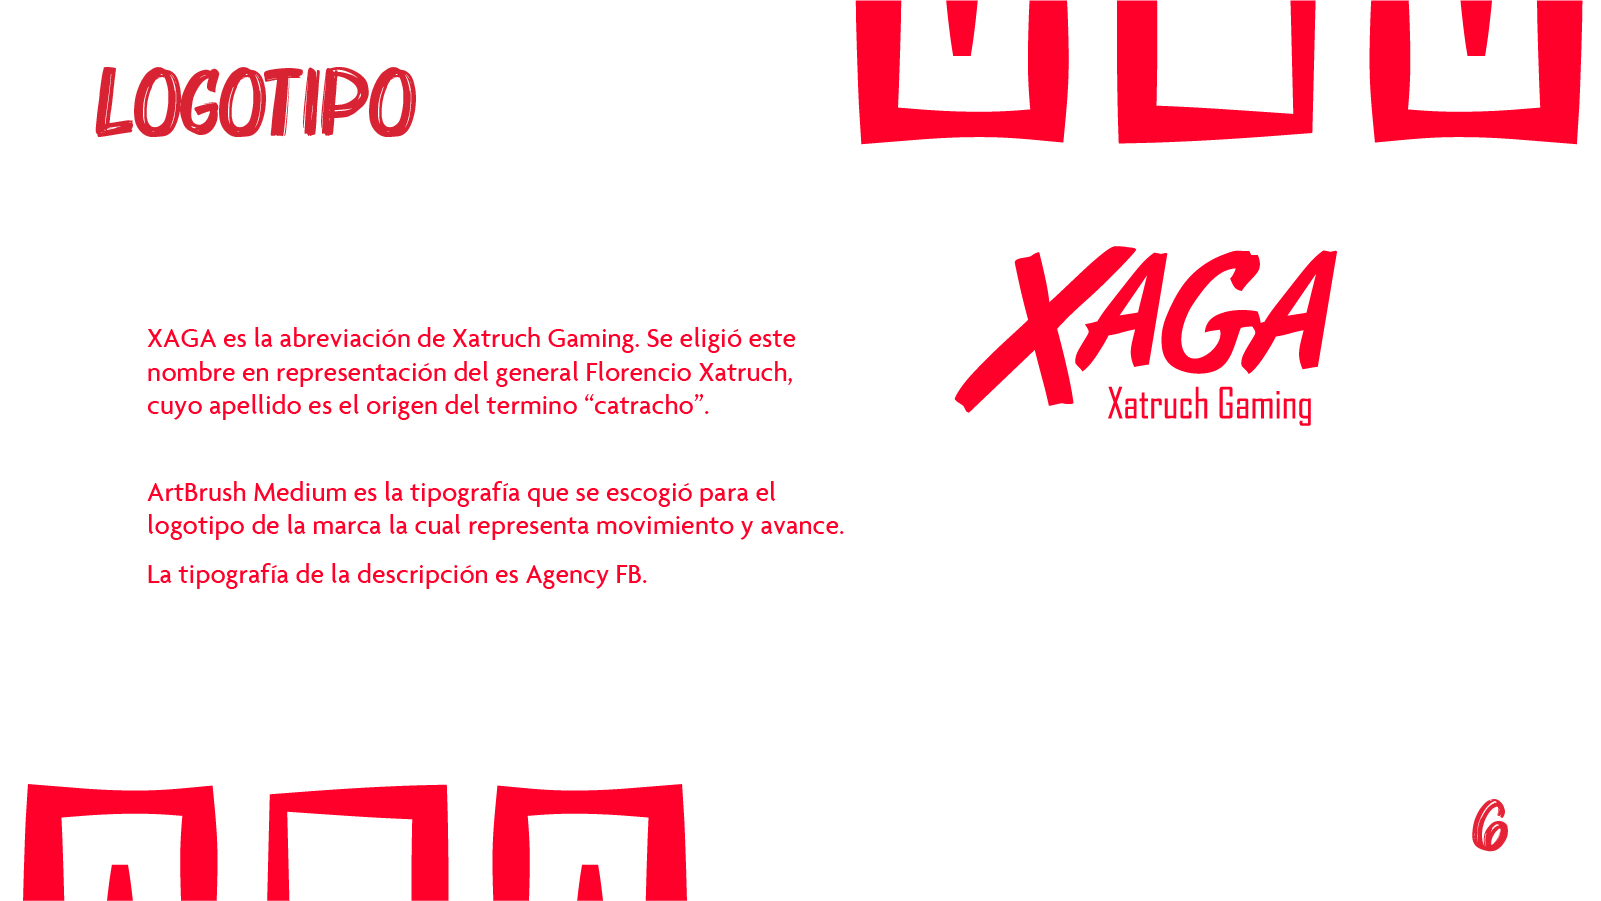 LOGOTIPO
XAGA es la abreviación de Xatruch Gaming. Se eligió este
nombre en representación del general Florencio Xatruch,
cuyo apellido es el origen del termino “catracho”.
ArtBrush Medium es la tipografía que se escogió para el
logotipo de la marca la cual representa movimiento y avance.
La tipografía de la descripción es Agency FB.
XAGA
Xatruch Gaming
6